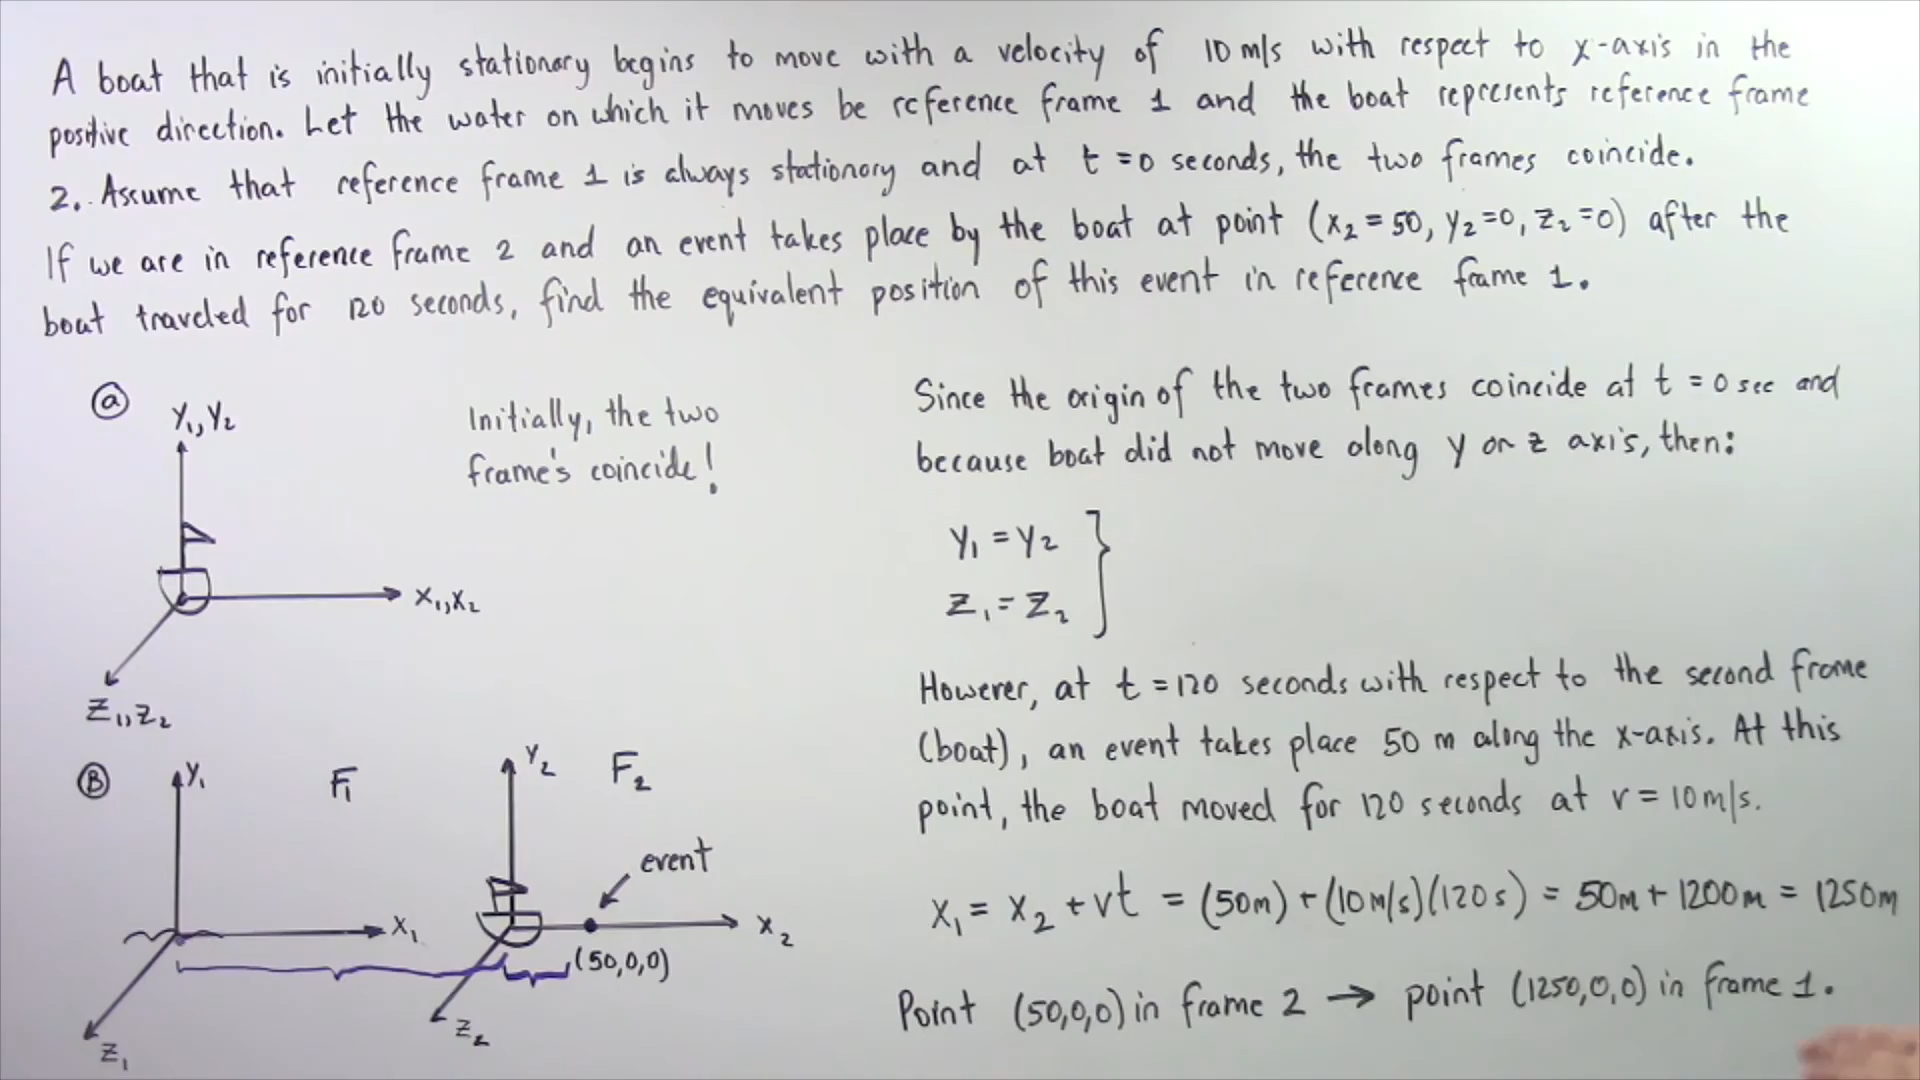 A boat that is initially stationary begins to move with a velocity of 10 m/s with respect to x-axis in the
positive direction. Let the water on which it moves be reference frame 1 and the boat represents reference frame
2. Assume that reference frame 1 is always stationary and at t=0 seconds, the two frames coincide.
If we are in reference frame 2 and an event takes place by the boat at point (x₂=50, y₂=0, z₂=0) after the
boat traveled for 120 seconds, find the equivalent position of this event in reference frame 1.
ⓐ
Y₁,Y₂
Initially, the two
frame's coincide!
X₁,X₂
Z₁,Z₂
Ⓑ
Y₁
F₁
Y₂
F₂
event
X₁
X₂
(50,0,0)
Z₂
Z₁
Since the origin of the two frames coincide at t=0 sec and
because boat did not move along y or z axis, then:
Y₁ = Y₂
Z₁ = Z₂
However, at t=120 seconds with respect to the second frame
(boat), an event takes place 50 m along the x-axis. At this
point, the boat moved for 120 seconds at v = 10m/s.
X₁ = X₂ + vt = (50m) + (10m/s)(120s) = 50m + 1200m = 1250m
Point (50,0,0) in frame 2 → point (1250,0,0) in frame 1.